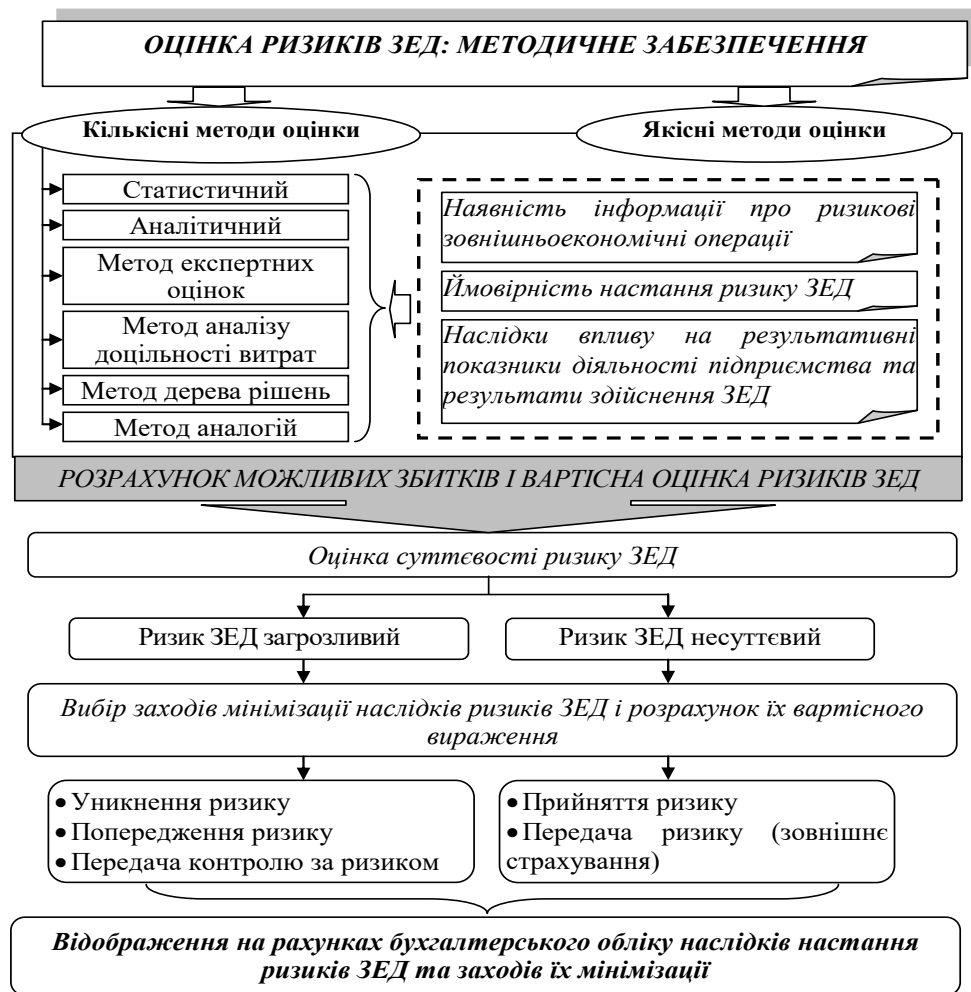 ОЦІНКА РИЗИКІВ ЗЕД: МЕТОДИЧНЕ ЗАБЕЗПЕЧЕННЯ
Кількісні методи оцінки
Якісні методи оцінки
Статистичний
Аналітичний
Метод експертних
оцінок
Метод аналізу
доцільності витрат
Метод дерева рішень
Метод аналогій
Наявність інформації про ризикові
зовнішньоекономічні операції
Ймовірність настання ризику ЗЕД
Наслідки впливу на результативні
показники діяльності підприємства та
результати здійснення ЗЕД
РОЗРАХУНОК МОЖЛИВИХ ЗБИТКІВ І ВАРТІСНА ОЦІНКА РИЗИКІВ ЗЕД
Оцінка суттєвості ризику ЗЕД
Ризик ЗЕД загрозливий
Ризик ЗЕД несуттєвий
Вибір заходів мінімізації наслідків ризиків ЗЕД і розрахунок їх вартісного
вираження
• Уникнення ризику
• Попередження ризику
• Передача контролю за ризиком
• Прийняття ризику
• Передача ризику (зовнішнє
страхування)
Відображення на рахунках бухгалтерського обліку наслідків настання
ризиків ЗЕД та заходів їх мінімізації